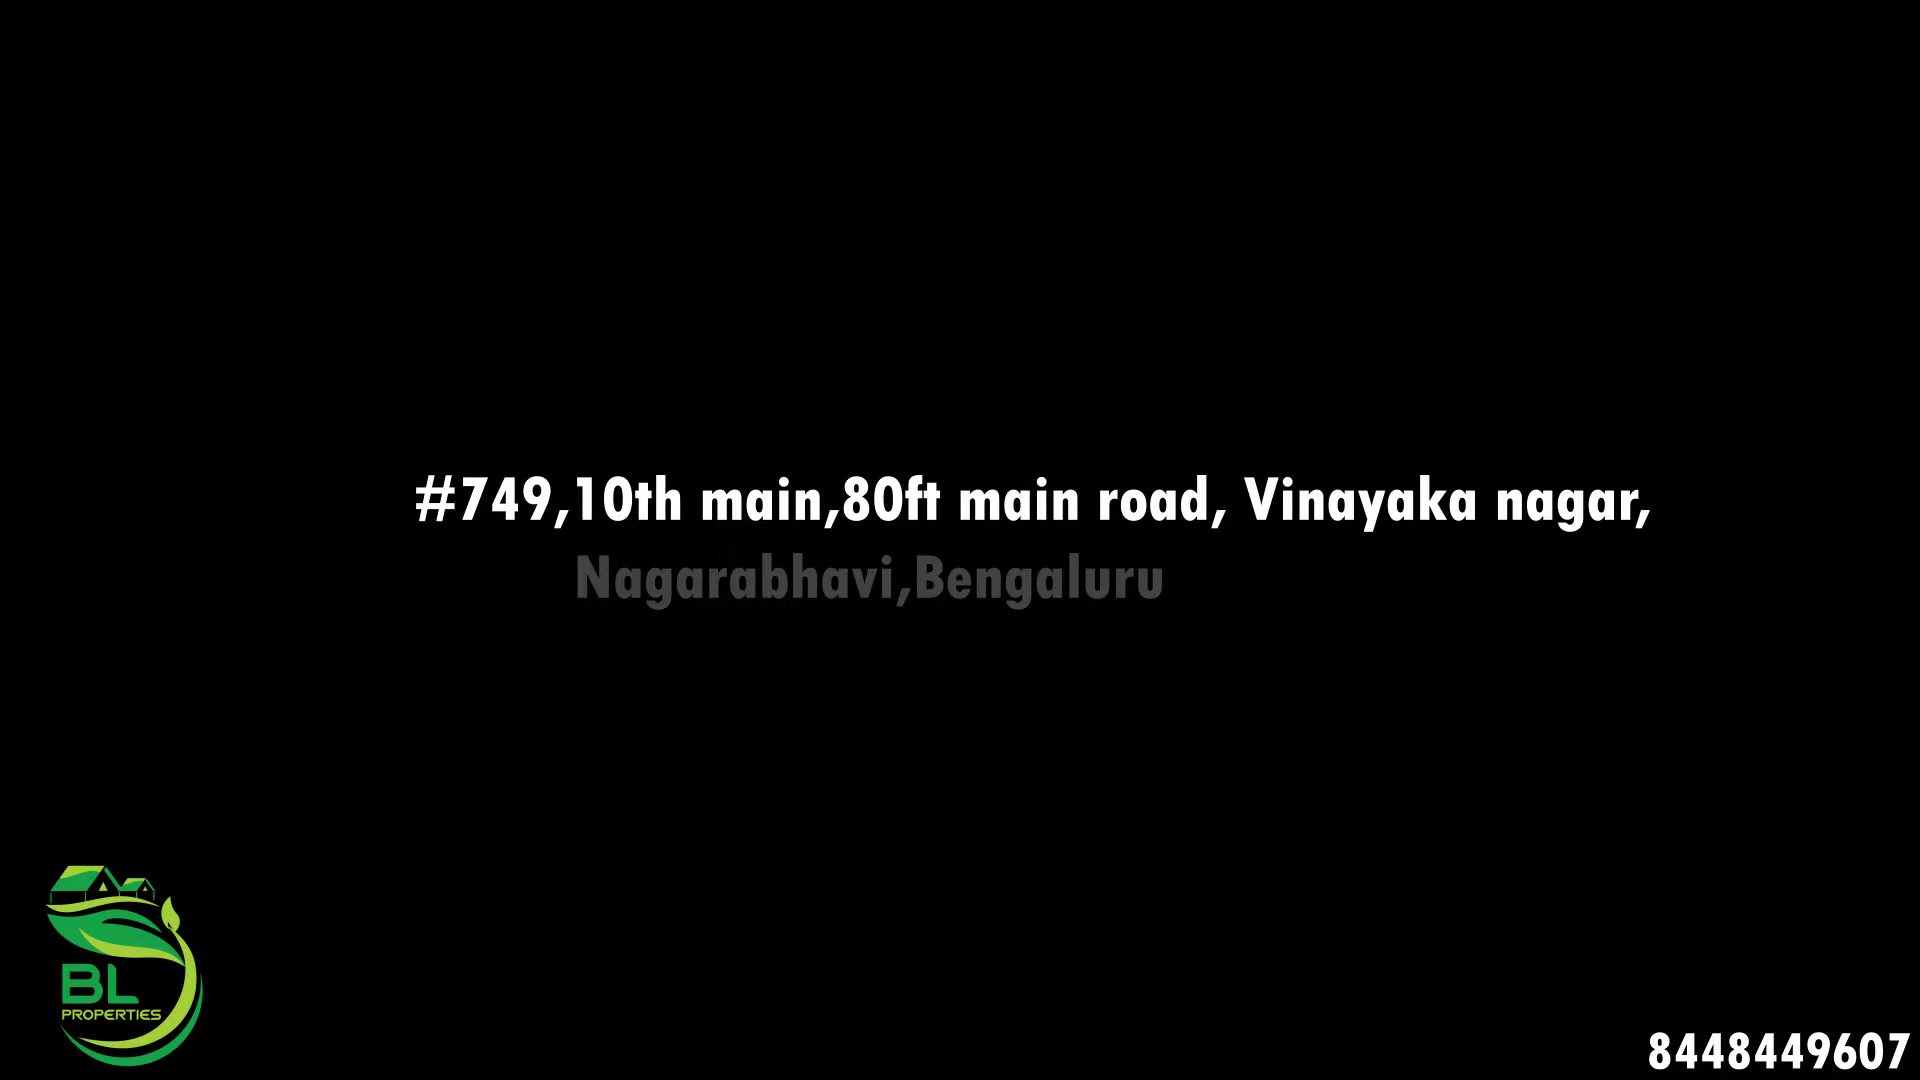 #749,10th main,80ft main road, Vinayaka nagar,
Nagarabhavi,Bengaluru
BL
PROPERTIES
8448449607